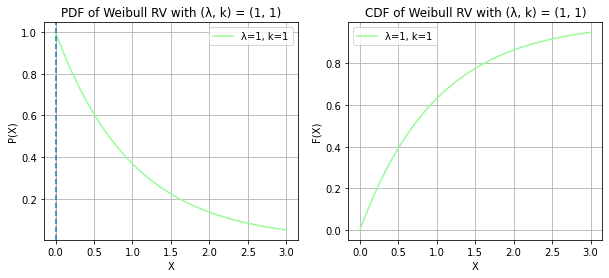 PDF of Weibull RV with (λ, k) = (1, 1)
λ=1, k=1
P(X)
1.0
0.8
0.6
0.4
0.2
0.0 0.5 1.0 1.5 2.0 2.5 3.0
X
CDF of Weibull RV with (λ, k) = (1, 1)
λ=1, k=1
F(X)
0.8
0.6
0.4
0.2
0.0
0.0 0.5 1.0 1.5 2.0 2.5 3.0
X